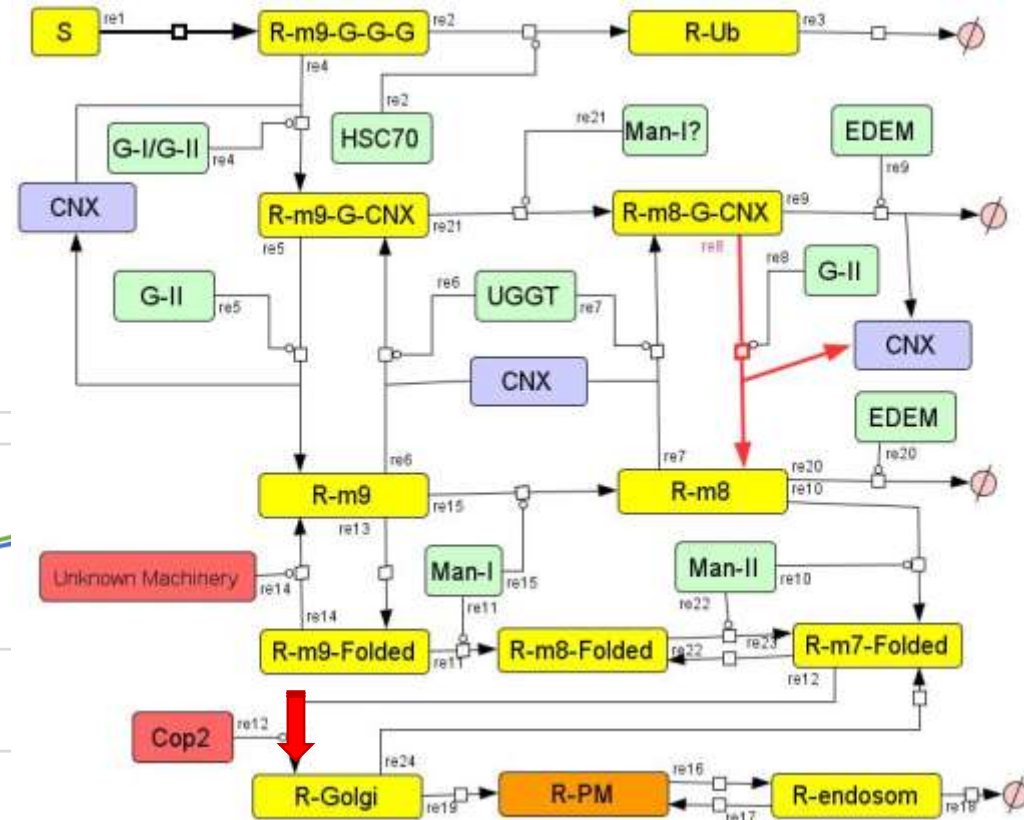 S
re1
R-m9-G-G-G
re2
R-Ub
re3
re4
re2
G-I/G-II
re4
HSC70
re21
Man-I?
EDEM
re9
CNX
R-m9-G-CNX
re21
R-m8-G-CNX
re9
re5
re8
re8
G-II
G-II
re5
re6
UGGT
re7
CNX
CNX
EDEM
re6
re7
re20
re20
R-m9
re15
R-m8
re10
re13
Unknown Machinery
re14
Man-I
re15
Man-II
re10
re14
re11
re22
R-m9-Folded
re11
R-m8-Folded
re22
re23
R-m7-Folded
re12
Cop2
re12
re24
re16
R-Golgi
re19
R-PM
R-endosom
re18
re17